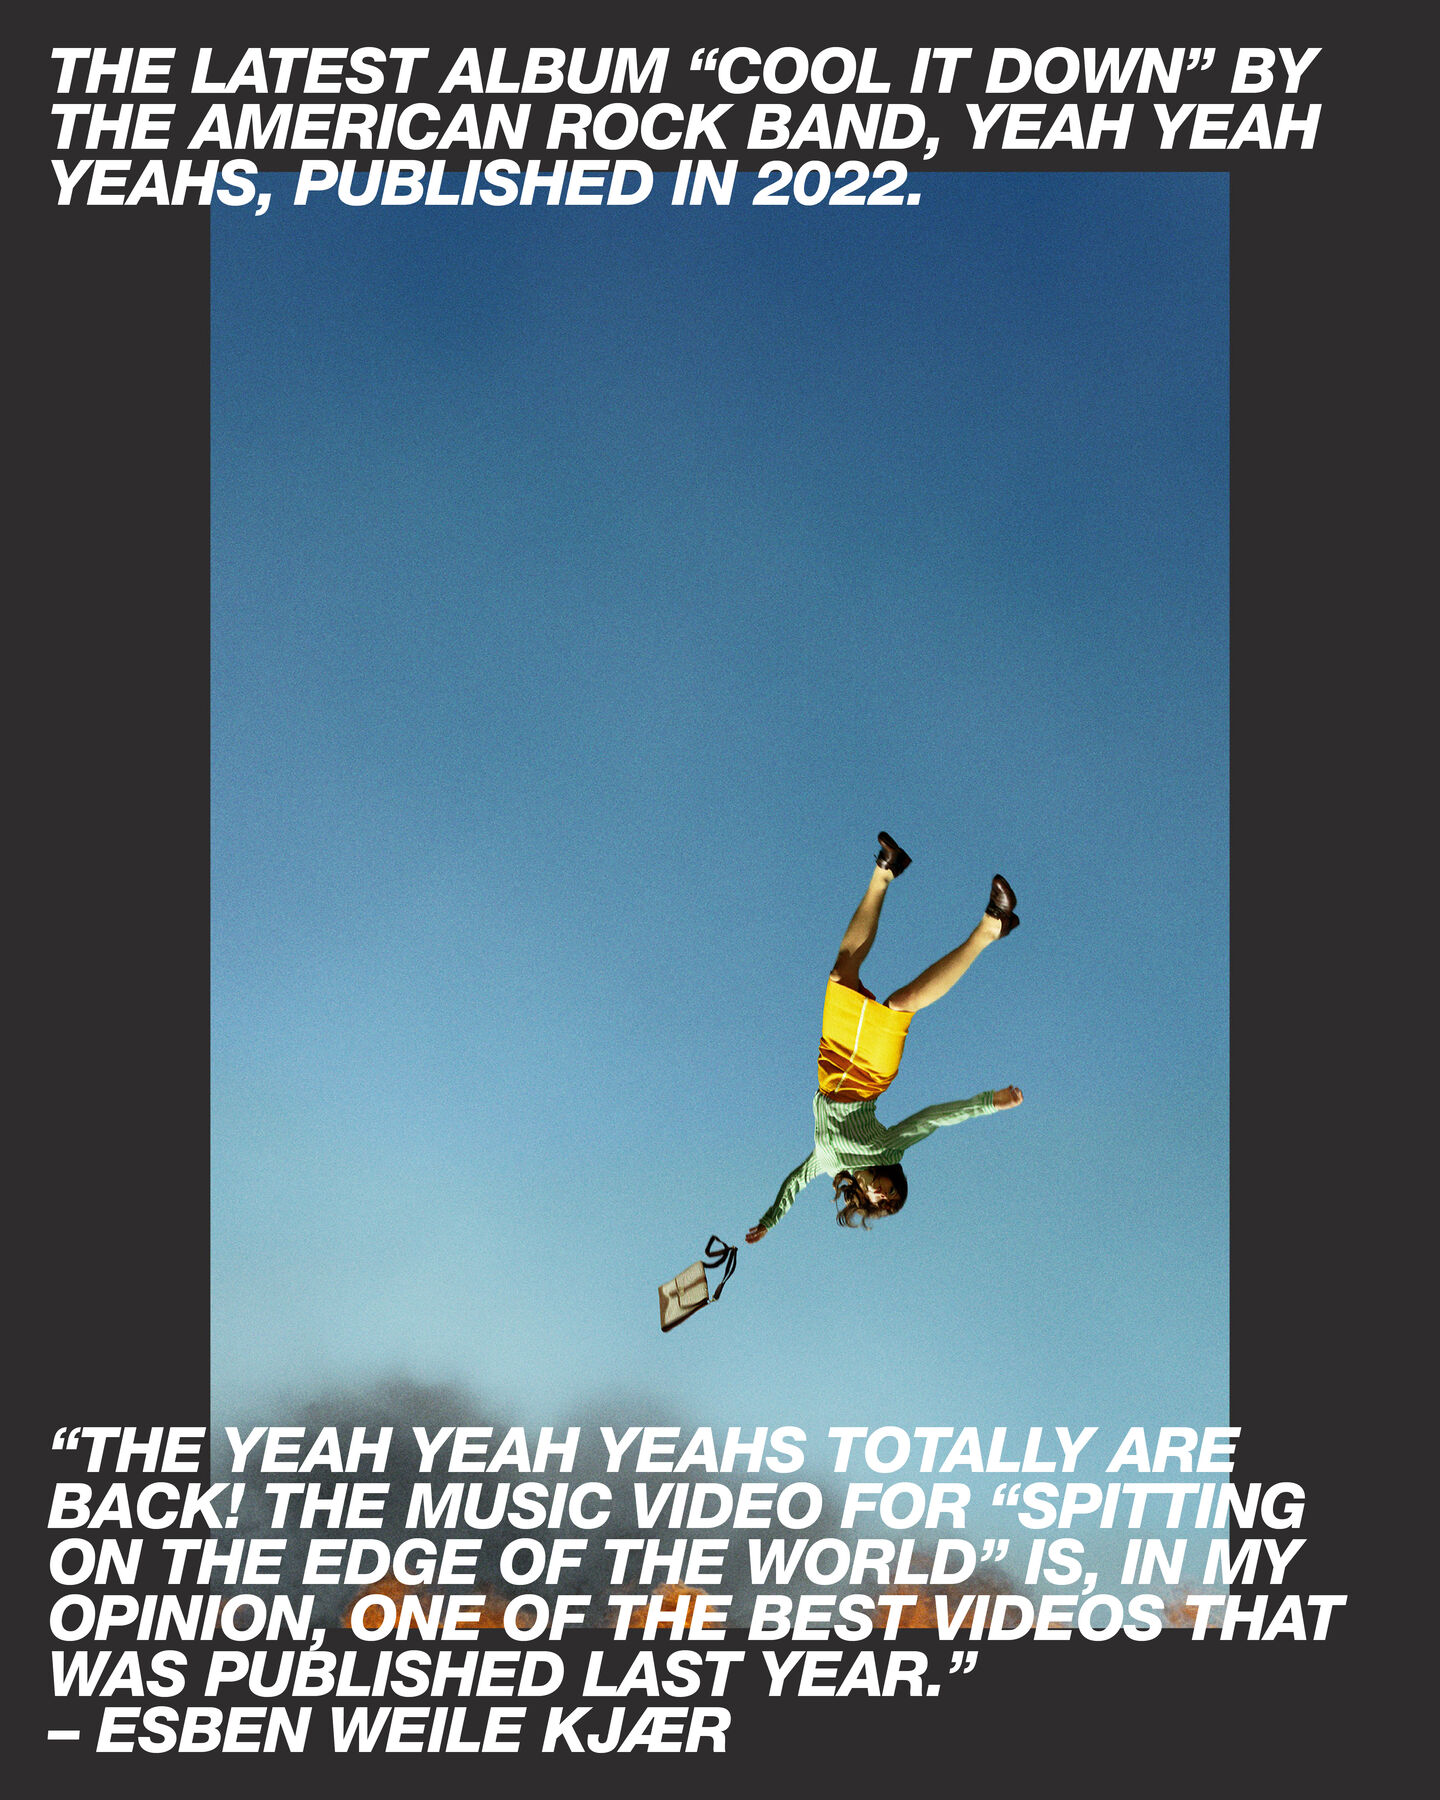 THE LATEST ALBUM “COOL IT DOWN” BY
THE AMERICAN ROCK BAND, YEAH YEAH
YEAHS, PUBLISHED IN 2022.
“THE YEAH YEAH YEAHS TOTALLY ARE
BACK! THE MUSIC VIDEO FOR “SPITTING
ON THE EDGE OF THE WORLD” IS, IN MY
OPINION, ONE OF THE BEST VIDEOS THAT
WAS PUBLISHED LAST YEAR.”
– ESBEN WEILE KJÆR